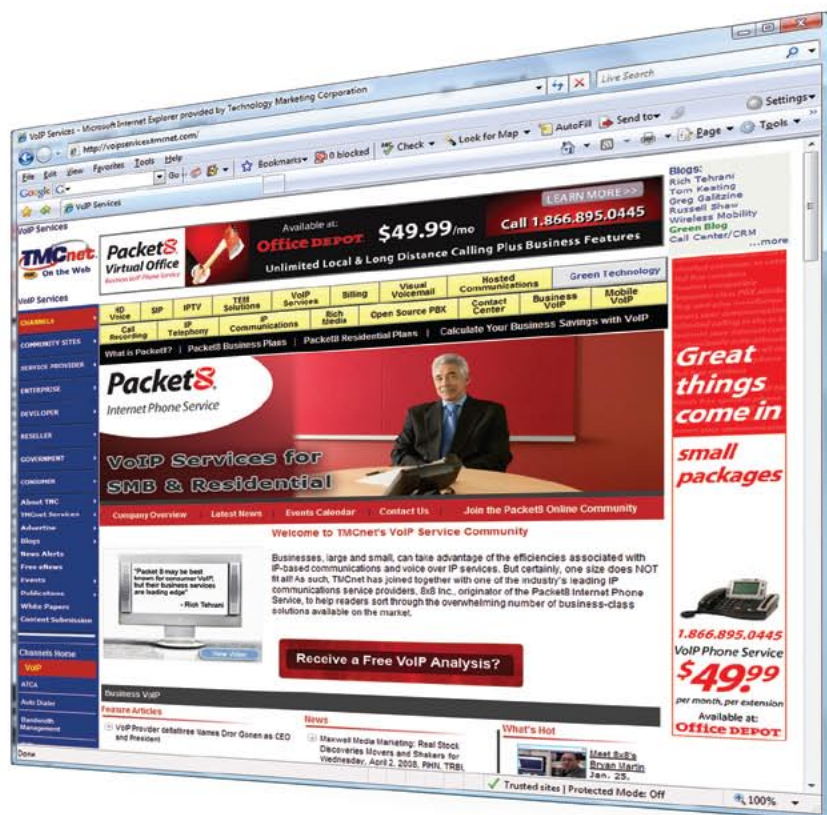 VoIP Services - Microsoft Internet Explorer provided by Technology Marketing Corporation
http://voipservices.tmcnet.com/
Live Search
File Edit View Favorites Tools Help
Google G
Go
Bookmarks
0 blocked
Check
Look for Map
AutoFill
Send to
Settings
VoIP Services
Page
Tools
VoIP Services
TMCnet
On the Web
VoIP Services
CHANNELS
COMMUNITY SITES
SERVICE PROVIDER
ENTERPRISE
DEVELOPER
RESELLER
GOVERNMENT
CONSUMER
About TMC
TMCnet Services
Advertise
Blogs
News Alerts
Free eNews
Events
Publications
White Papers
Content Submission
Channels Home
VoIP
ATCA
Auto Dialer
Bandwidth
Management
Packet8
Virtual Office
Business VoIP Phone Service
Available at:
Office DEPOT
$49.99/mo
LEARN MORE >>
Call 1.866.895.0445
Unlimited Local & Long Distance Calling Plus Business Features
HD Voice
SIP
IPTV
TEM Solutions
VoIP Services
Billing
Visual Voicemail
Hosted Communications
Green Technology
Call Recording
IP Telephony
IP Communications
Rich Media
Open Source PBX
Contact Center
Business VoIP
Mobile VoIP
What is Packet8? | Packet8 Business Plans | Packet8 Residential Plans | Calculate Your Business Savings with VoIP
Packet8
Internet Phone Service
VoIP Services for
SMB & Residential
Company Overview | Latest News | Events Calendar | Contact Us | Join the Packet8 Online Community
Welcome to TMCnet's VoIP Service Community
"Packet 8 may be best
known for consumer VoIP,
but their business services
are leading edge"
- Rich Tehrani
View Video
Businesses, large and small, can take advantage of the efficiencies associated with
IP-based communications and voice over IP services. But certainly, one size does NOT
fit all! As such, TMCnet has joined together with one of the industry's leading IP
communications service providers, 8x8 Inc., originator of the Packet8 Internet Phone
Service, to help readers sort through the overwhelming number of business-class
solutions available on the market.
Receive a Free VoIP Analysis?
Business VoIP
Feature Articles
VoIP Provider deltathree Names Dror Gonen as CEO
and President
News
Maxwell Media Marketing: Real Stock
Discoveries Movers and Shakers for
Wednesday, April 2, 2008, PIHN, TRBI,
What's Hot
Meet 8x8's
Bryan Martin
Jan. 25,
Blogs:
Rich Tehrani
Tom Keating
Greg Galitzine
Russell Shaw
Wireless Mobility
Green Blog
Call Center/CRM
...more
Great
things
come in
small
packages
1.866.895.0445
VoIP Phone Service
$49.99
per month, per extension
Available at:
Office DEPOT
Done
Trusted sites | Protected Mode: Off
100%